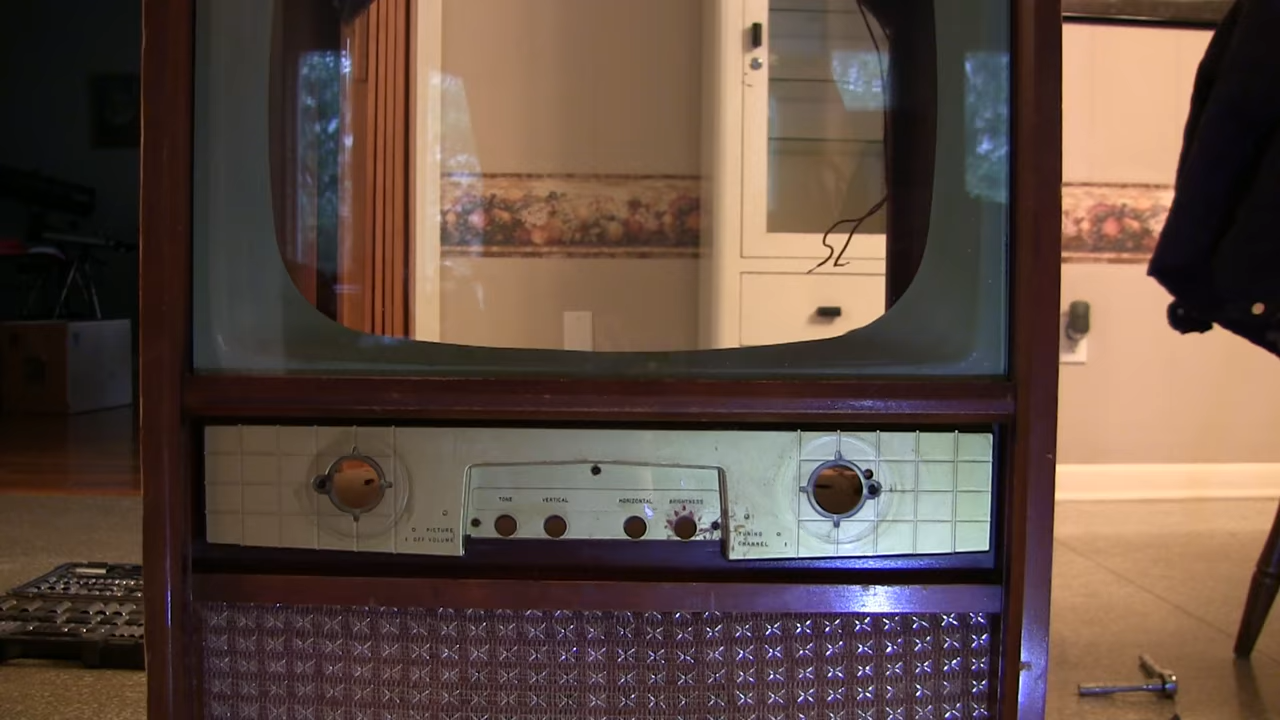 TONE VERTICAL HORIZONTAL BRIGHTNESS
PICTURE
OFF VOLUME
TUNING
CHANNEL